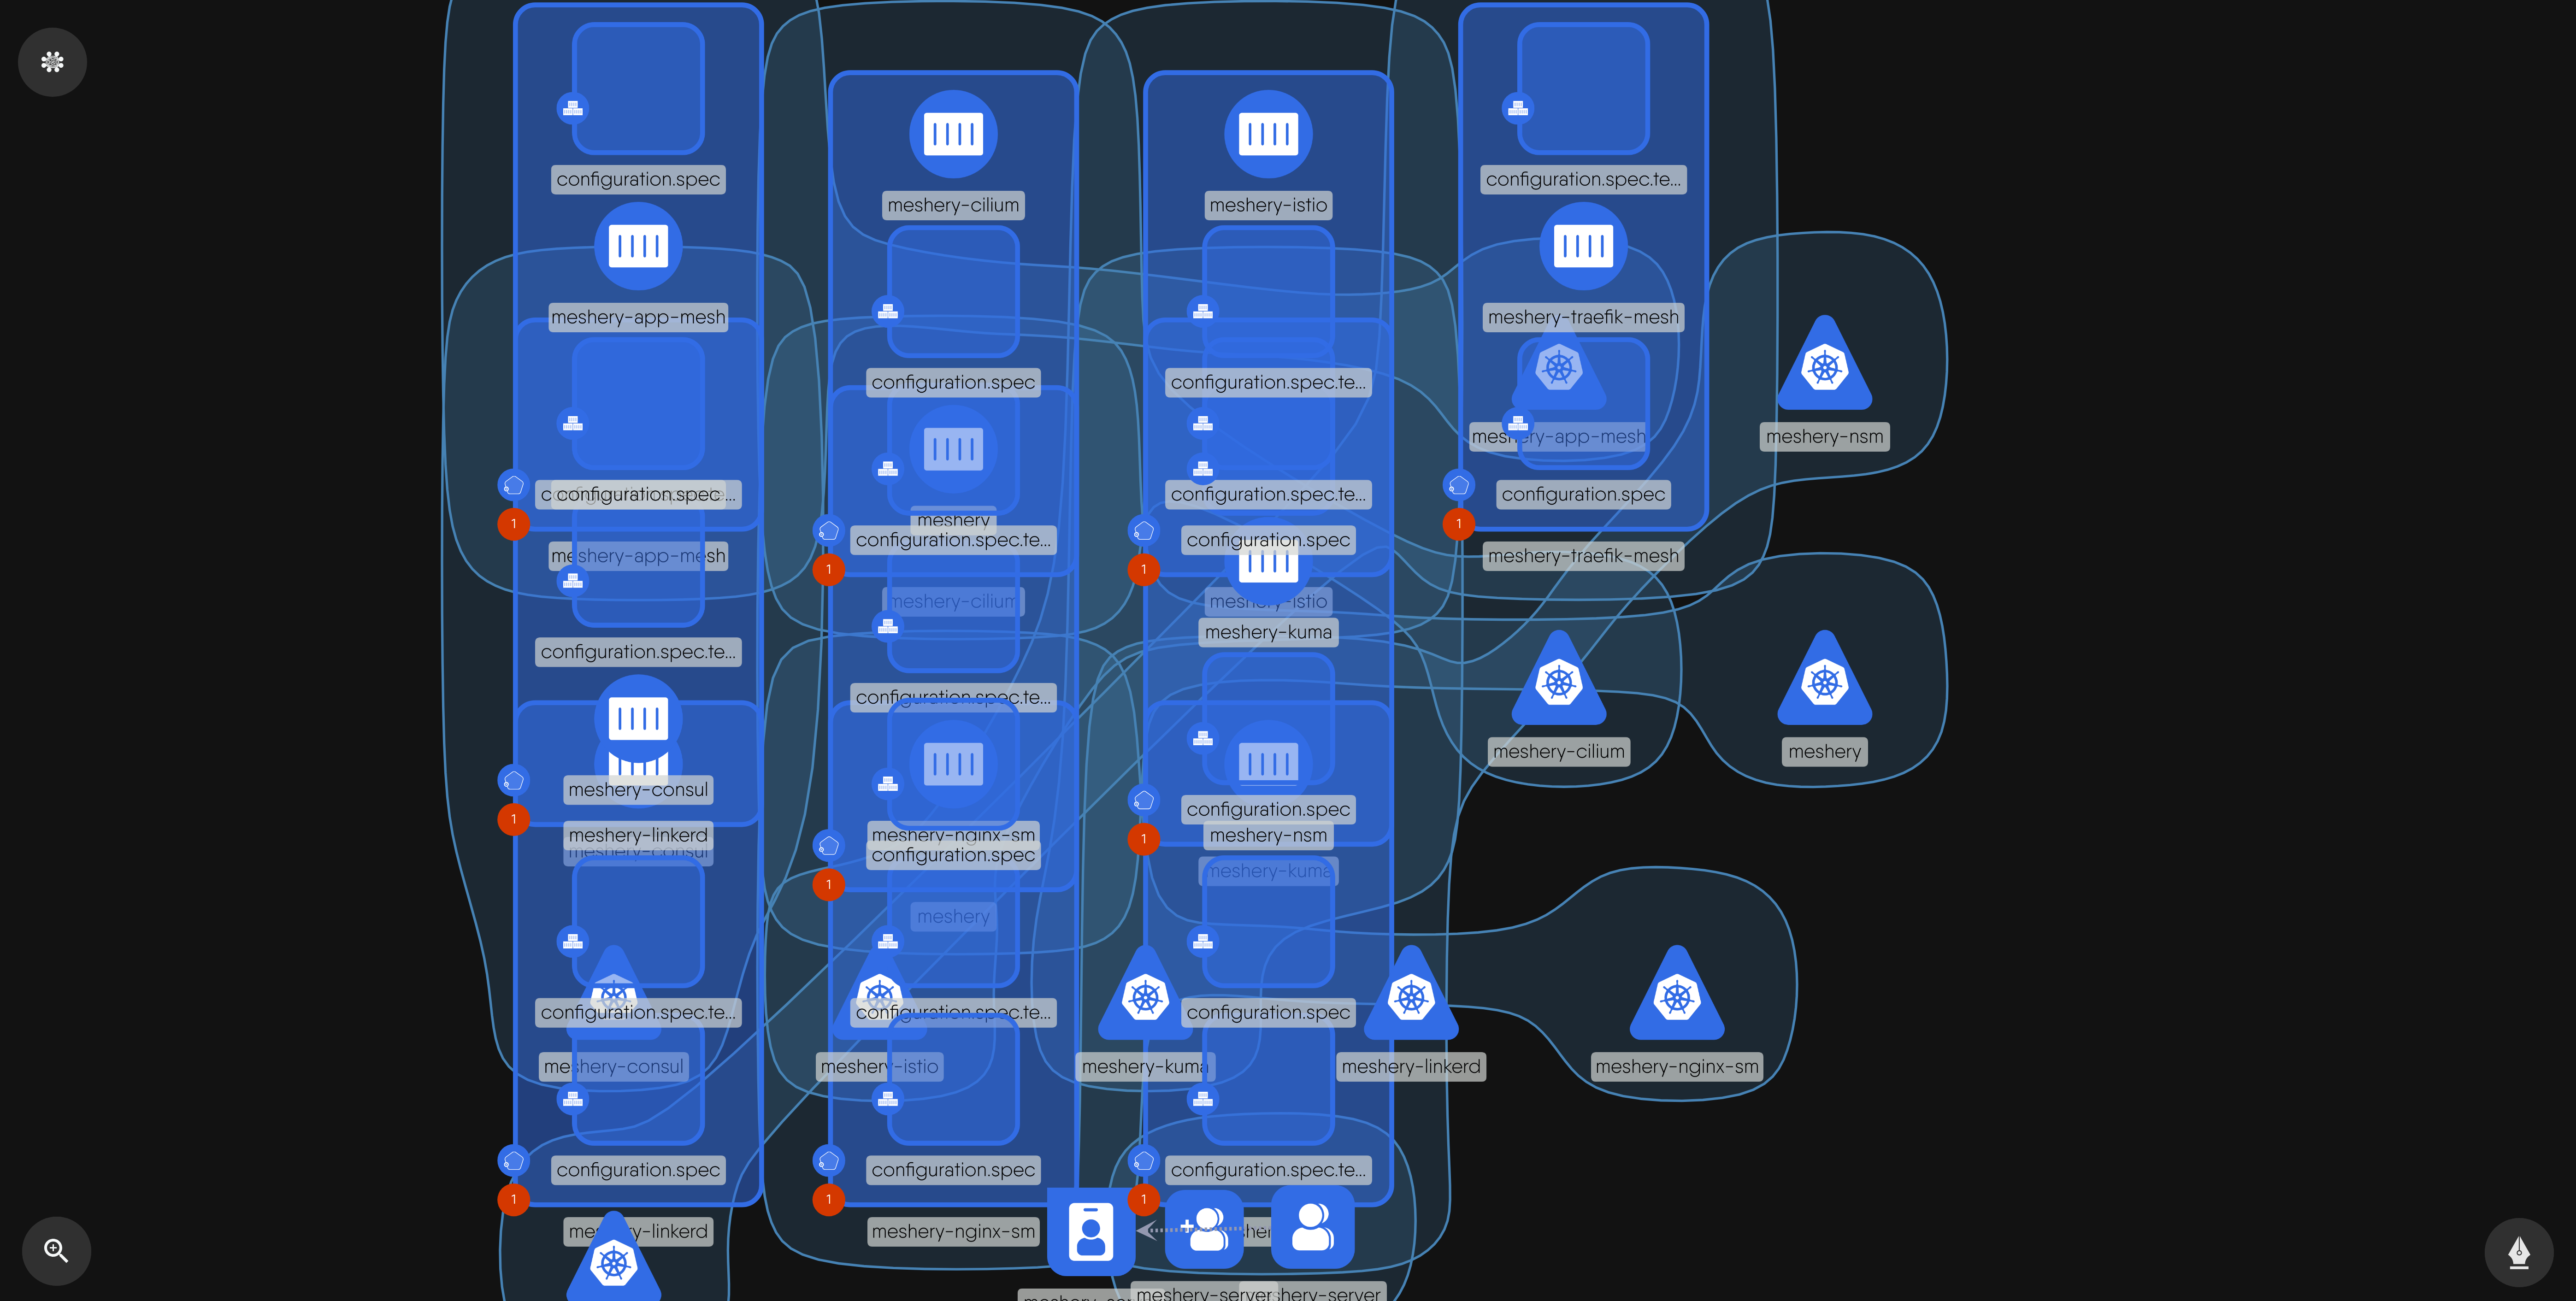 configuration.spec
configuration.spec.te...
meshery-cilium
meshery-istio
meshery-app-mesh
meshery-traefik-mesh
configuration.spec
configuration.spec.te...
meshery-app-mesh
meshery-nsm
configuration.spec.te...
configuration.spec.te...
configuration.spec
meshery
1
1
configuration.spec.te...
configuration.spec
meshery-app-mesh
meshery-traefik-mesh
1
1
meshery-cilium
meshery-istio
meshery-kuma
configuration.spec.te...
configuration.spec.te...
meshery-cilium
meshery
meshery-consul
configuration.spec
1
meshery-linkerd
meshery-nginx-sm
meshery-nsm
1
meshery-consul
configuration.spec
meshery-kuma
1
meshery
configuration.spec.te...
configuration.spec.te...
configuration.spec
meshery-consul
meshery-istio
meshery-kuma
meshery-linkerd
meshery-nginx-sm
configuration.spec
configuration.spec
configuration.spec.te...
1
1
1
meshery-linkerd
meshery-nginx-sm
meshery-server